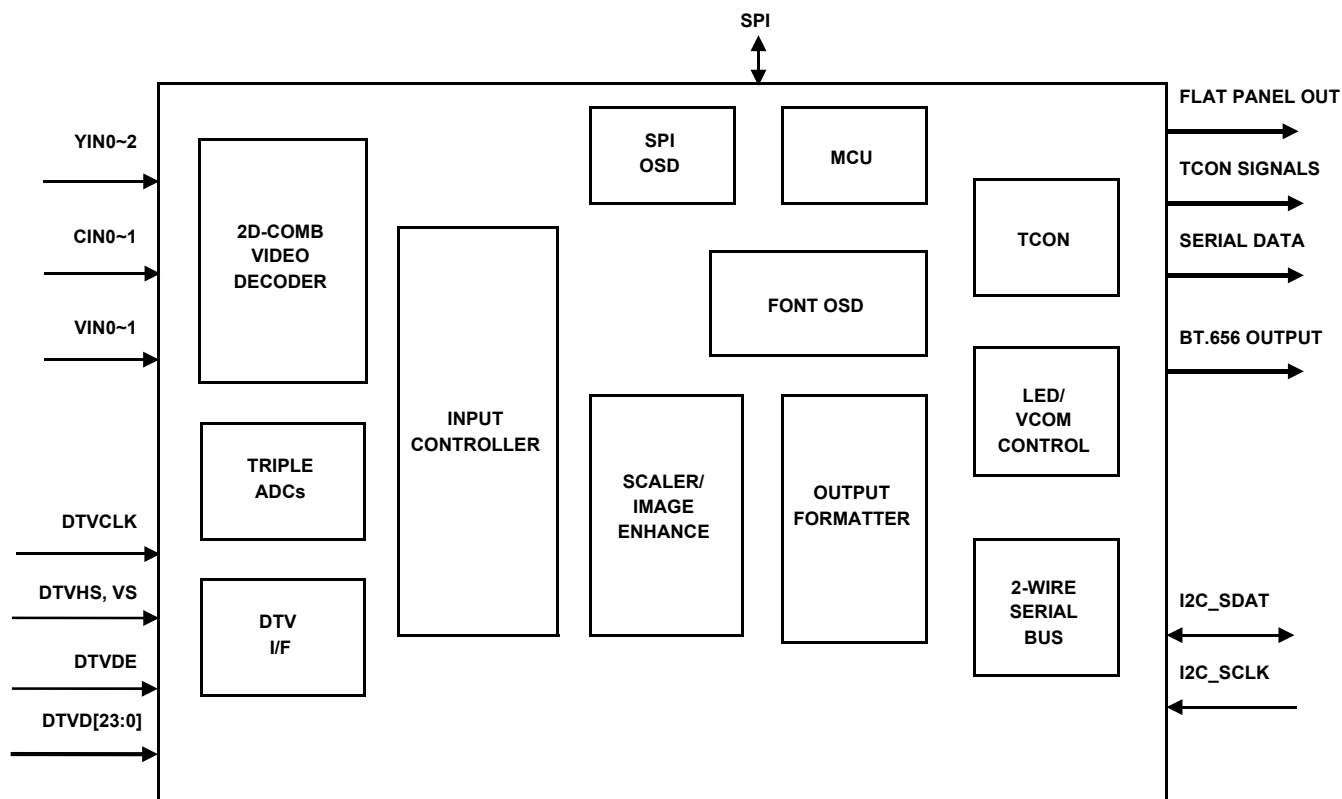 SPI
FLAT PANEL OUT
TCON SIGNALS
SERIAL DATA
BT.656 OUTPUT
YIN0~2
CIN0~1
VIN0~1
DTVCLK
DTVHS, VS
DTVDE
DTVD[23:0]
2D-COMB
VIDEO
DECODER
TRIPLE
ADCs
DTV
I/F
INPUT
CONTROLLER
SPI
OSD
MCU
FONT OSD
SCALER/
IMAGE
ENHANCE
OUTPUT
FORMATTER
TCON
LED/
VCOM
CONTROL
2-WIRE
SERIAL
BUS
I2C_SDAT
I2C_SCLK